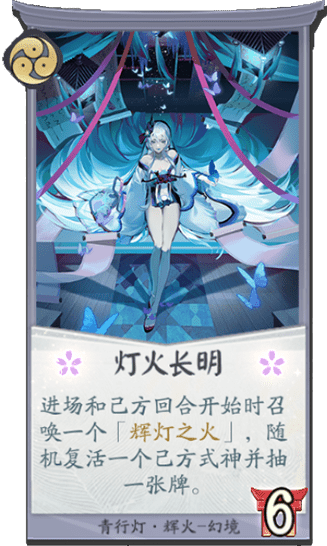 灯火长明
进场和己方回合开始时召
唤一个「辉灯之火」，随
机复活一个己方式神并抽
一张牌。
6
青行灯·辉火-幻境